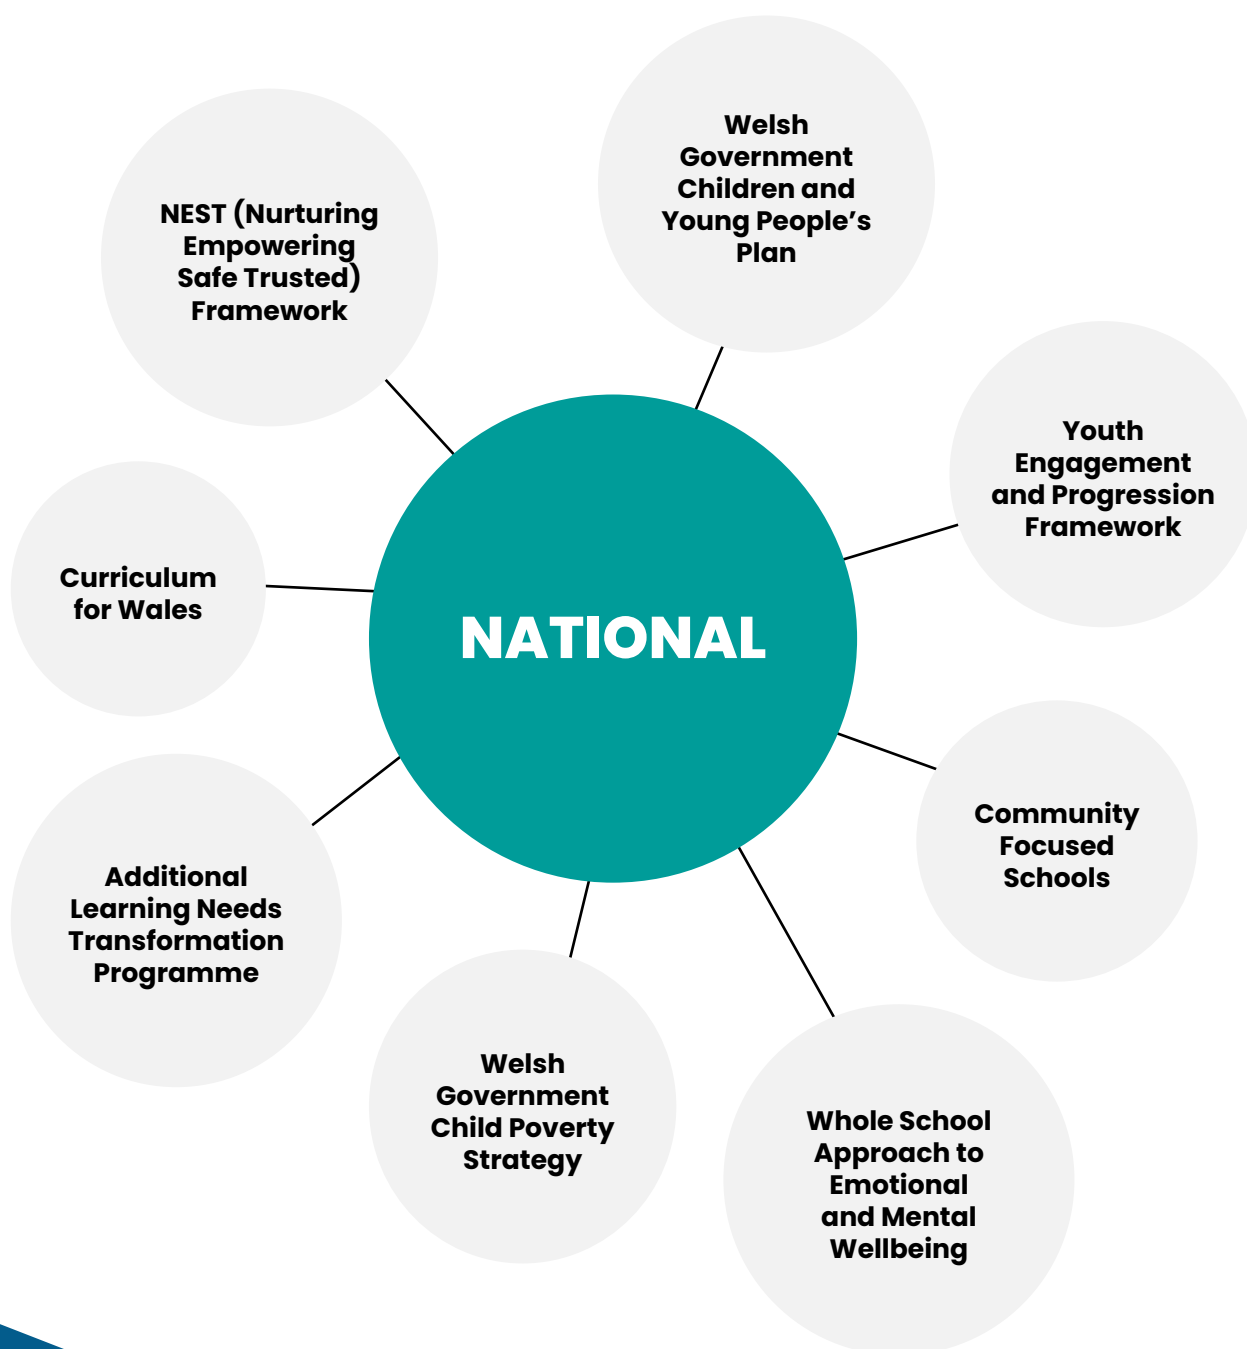 Welsh
Government
Children and
Young People’s
Plan
NEST (Nurturing
Empowering
Safe Trusted)
Framework
Youth
Engagement
and Progression
Framework
Curriculum
for Wales
NATIONAL
Community
Focused
Schools
Additional
Learning Needs
Transformation
Programme
Welsh
Government
Child Poverty
Strategy
Whole School
Approach to
Emotional
and Mental
Wellbeing